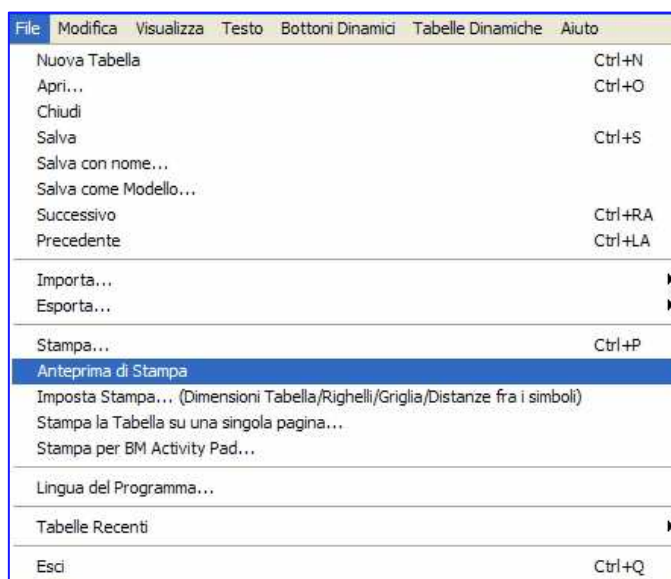 File Modifica Visualizza Testo Bottoni Dinamici Tabelle Dinamiche Aiuto
Nuova Tabella Ctrl+N
Apri... Ctrl+O
Chiudi
Salva Ctrl+S
Salva con nome...
Salva come Modello...
Successivo Ctrl+RA
Precedente Ctrl+LA
Importa...
Esporta...
Stampa... Ctrl+P
Anteprima di Stampa
Imposta Stampa... (Dimensioni Tabella/Righelli/Griglia/Distanze fra i simboli)
Stampa la Tabella su una singola pagina...
Stampa per BM Activity Pad...
Lingua del Programma...
Tabelle Recenti
Esci Ctrl+Q